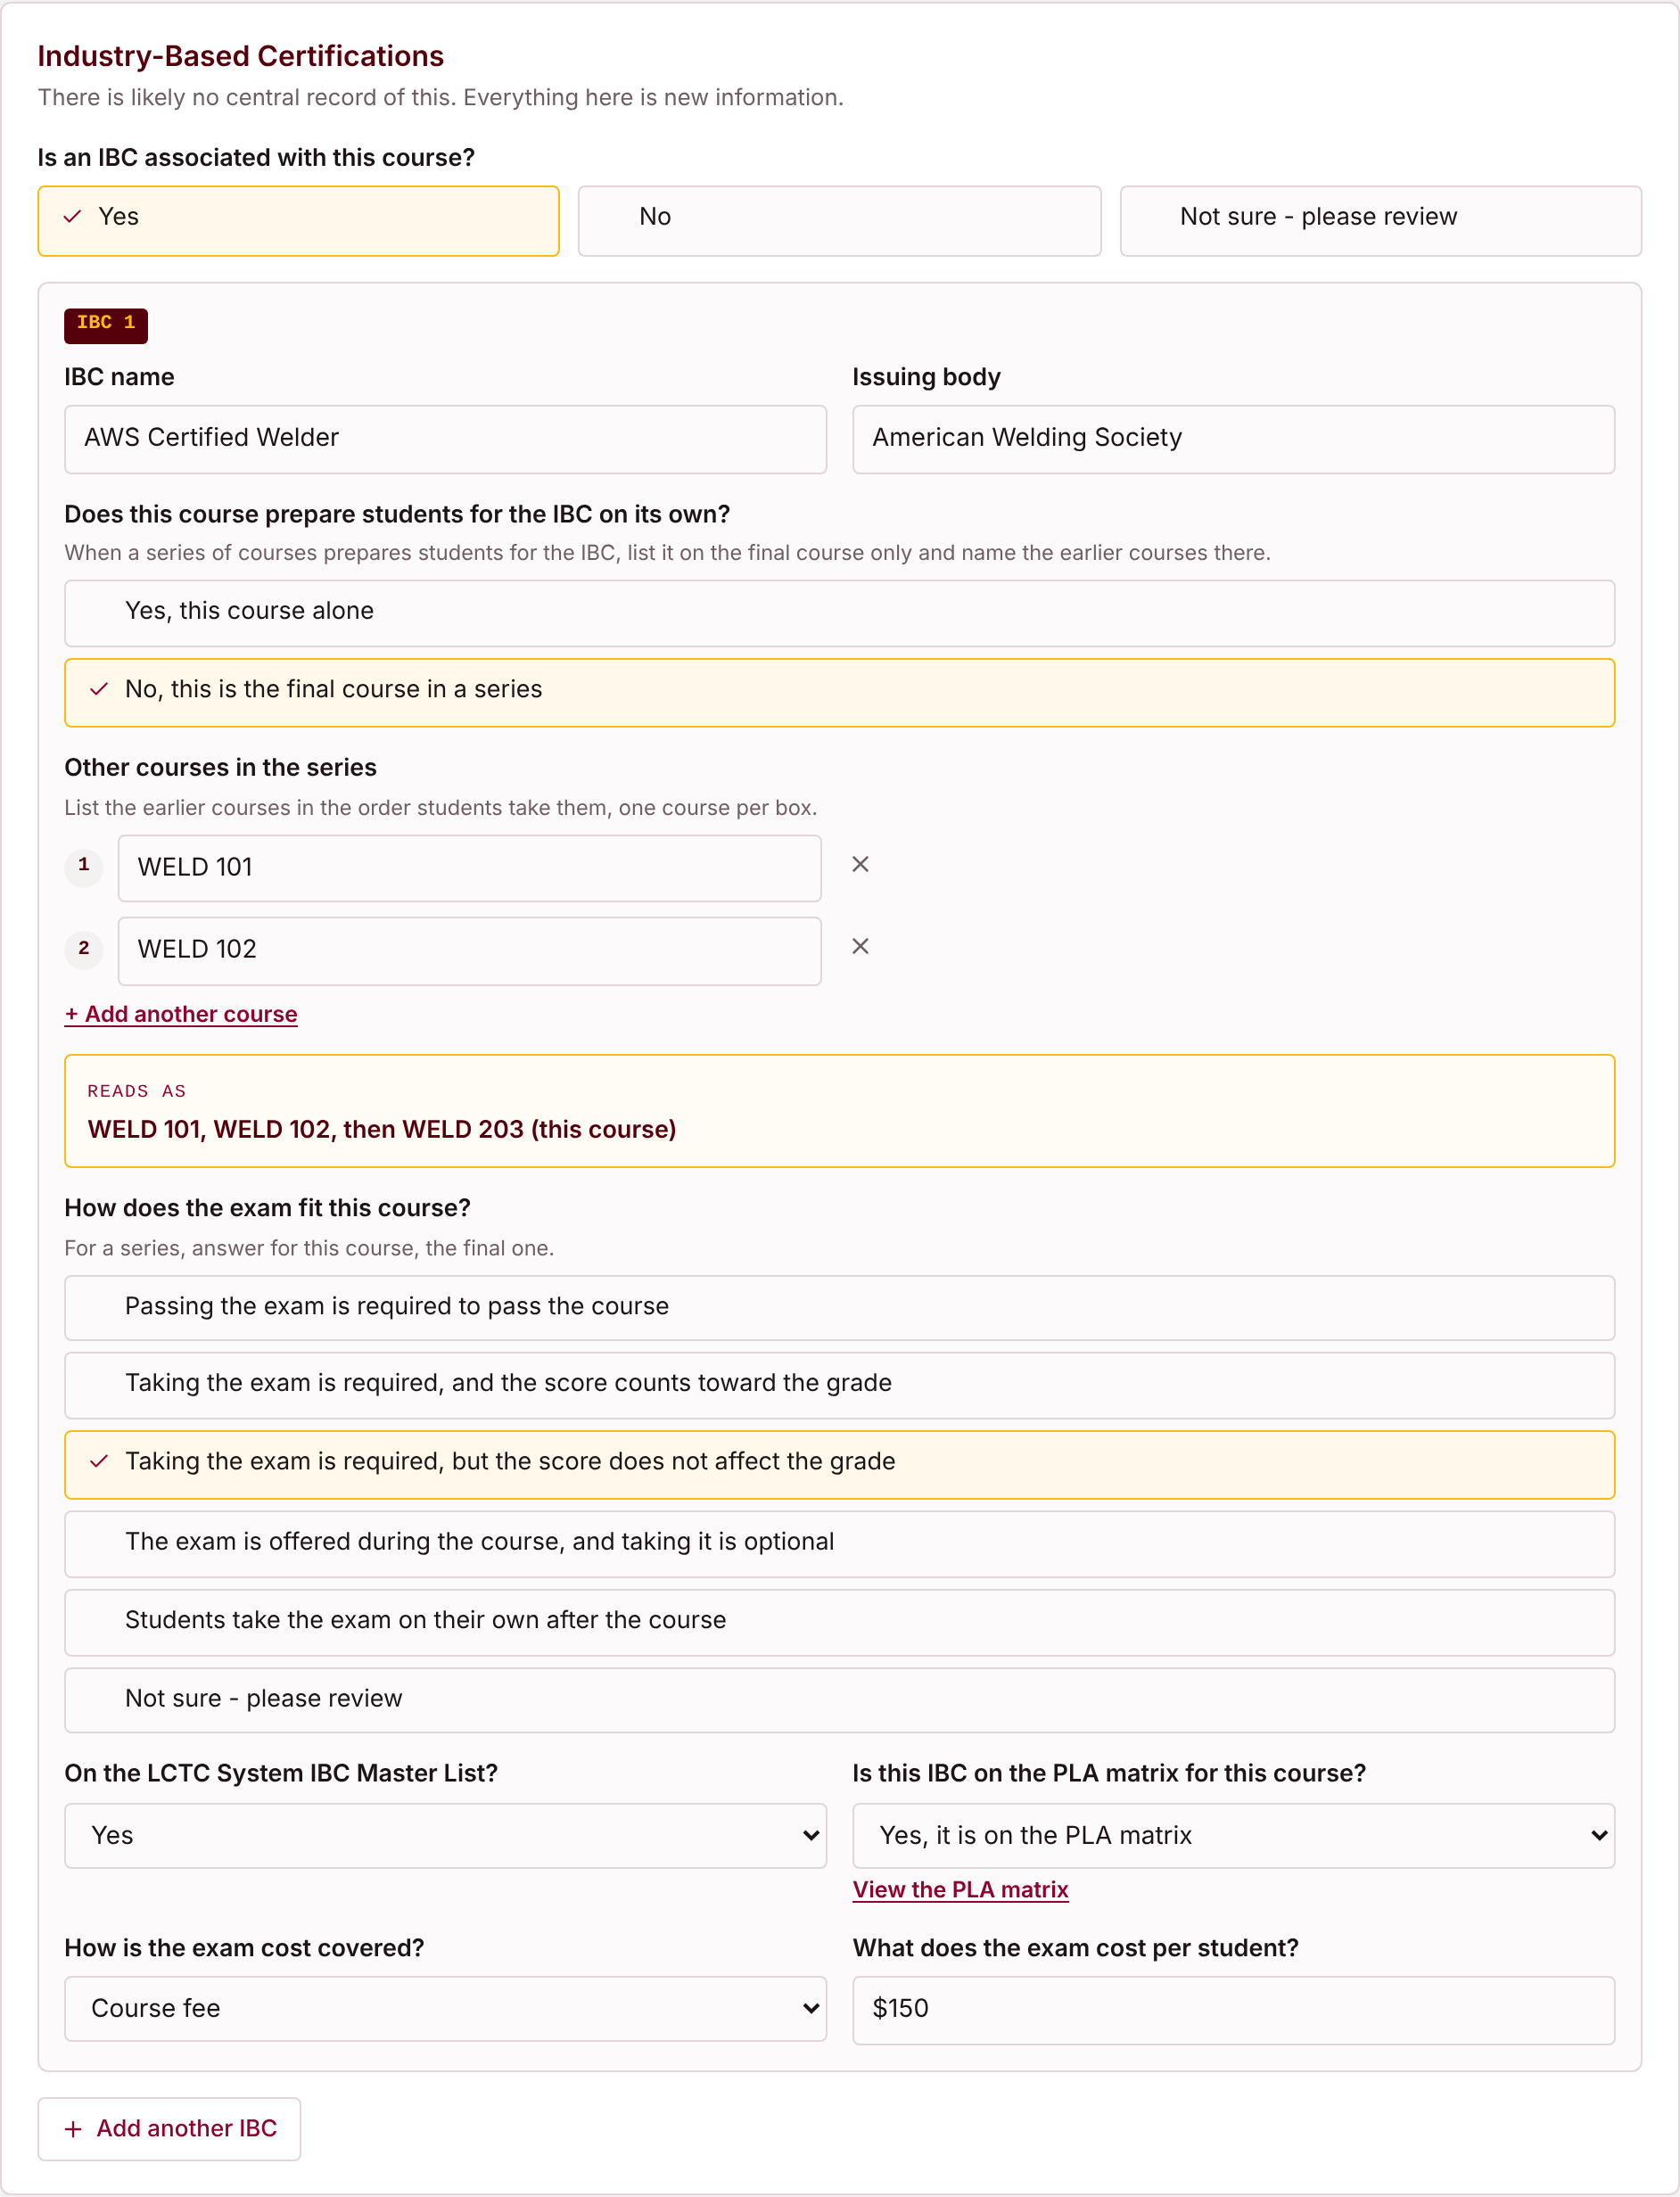 Industry-Based Certifications
There is likely no central record of this. Everything here is new information.
Is an IBC associated with this course?
Yes
No
Not sure - please review
IBC 1
IBC name
Issuing body
AWS Certified Welder
American Welding Society
Does this course prepare students for the IBC on its own?
When a series of courses prepares students for the IBC, list it on the final course only and name the earlier courses there.
Yes, this course alone
No, this is the final course in a series
Other courses in the series
List the earlier courses in the order students take them, one course per box.
1
WELD 101
2
WELD 102
+ Add another course
READS AS
WELD 101, WELD 102, then WELD 203 (this course)
How does the exam fit this course?
For a series, answer for this course, the final one.
Passing the exam is required to pass the course
Taking the exam is required, and the score counts toward the grade
Taking the exam is required, but the score does not affect the grade
The exam is offered during the course, and taking it is optional
Students take the exam on their own after the course
Not sure - please review
On the LCTC System IBC Master List?
Is this IBC on the PLA matrix for this course?
Yes
Yes, it is on the PLA matrix
View the PLA matrix
How is the exam cost covered?
What does the exam cost per student?
Course fee
$150
+ Add another IBC